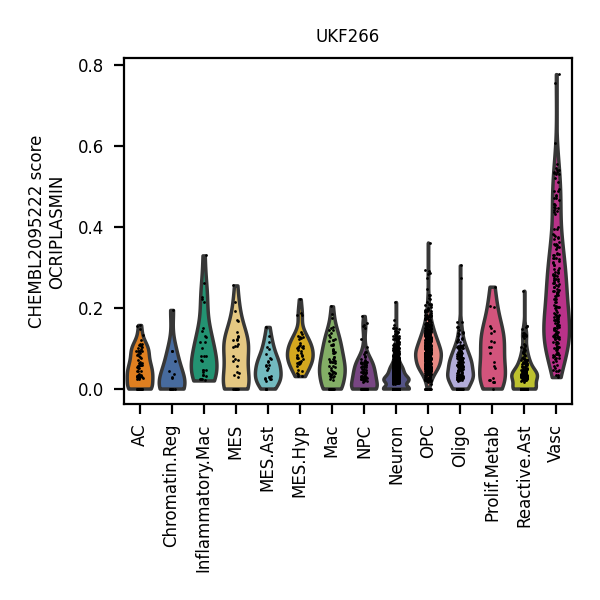 UKF266
CHEMBL2095222 score
OCRIPLASMIN
0.8
0.6
0.4
0.2
0.0
AC
Chromatin.Reg
Inflammatory.Mac
MES
MES.Ast
MES.Hyp
Mac
NPC
Neuron
OPC
Oligo
Prolif.Metab
Reactive.Ast
Vasc